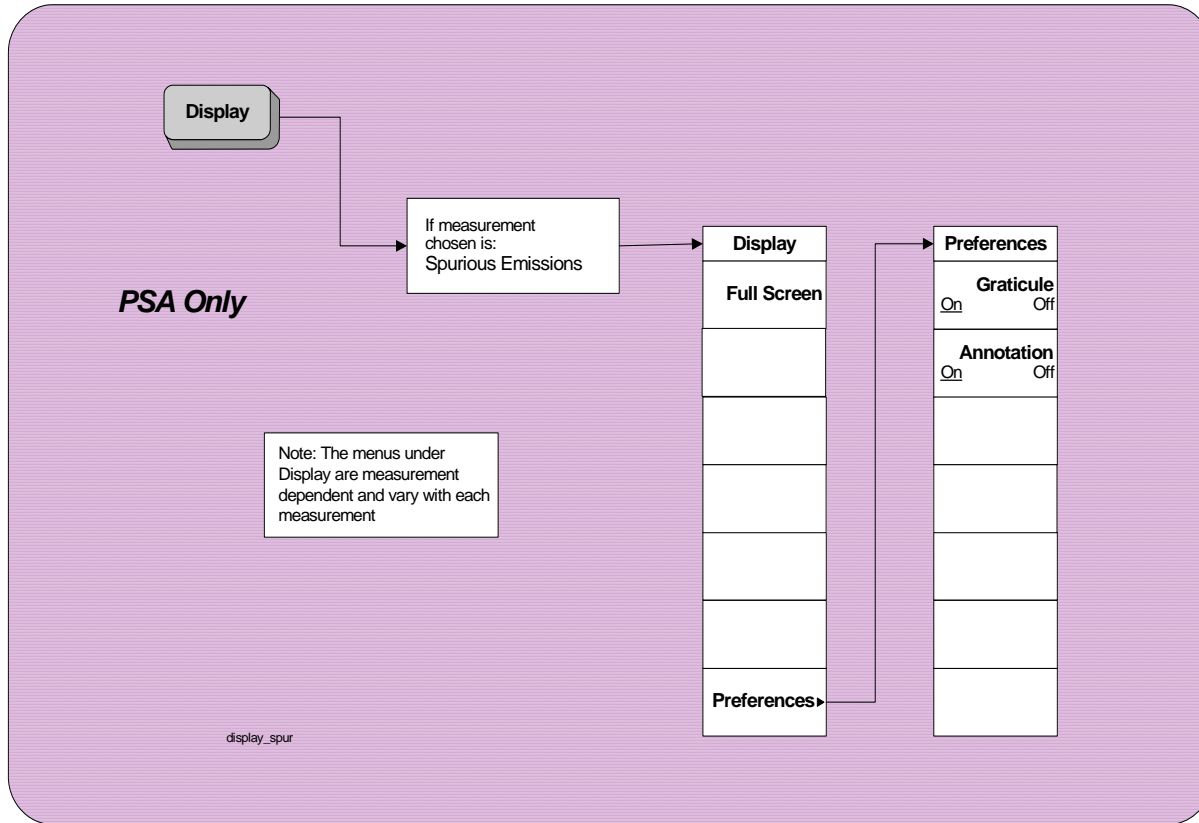 Display
If measurement
chosen is:
Spurious Emissions
PSA Only
Note: The menus under
Display are measurement
dependent and vary with each
measurement
Display
Full Screen
Preferences
Preferences
Graticule
On Off
Annotation
On Off
display_spur